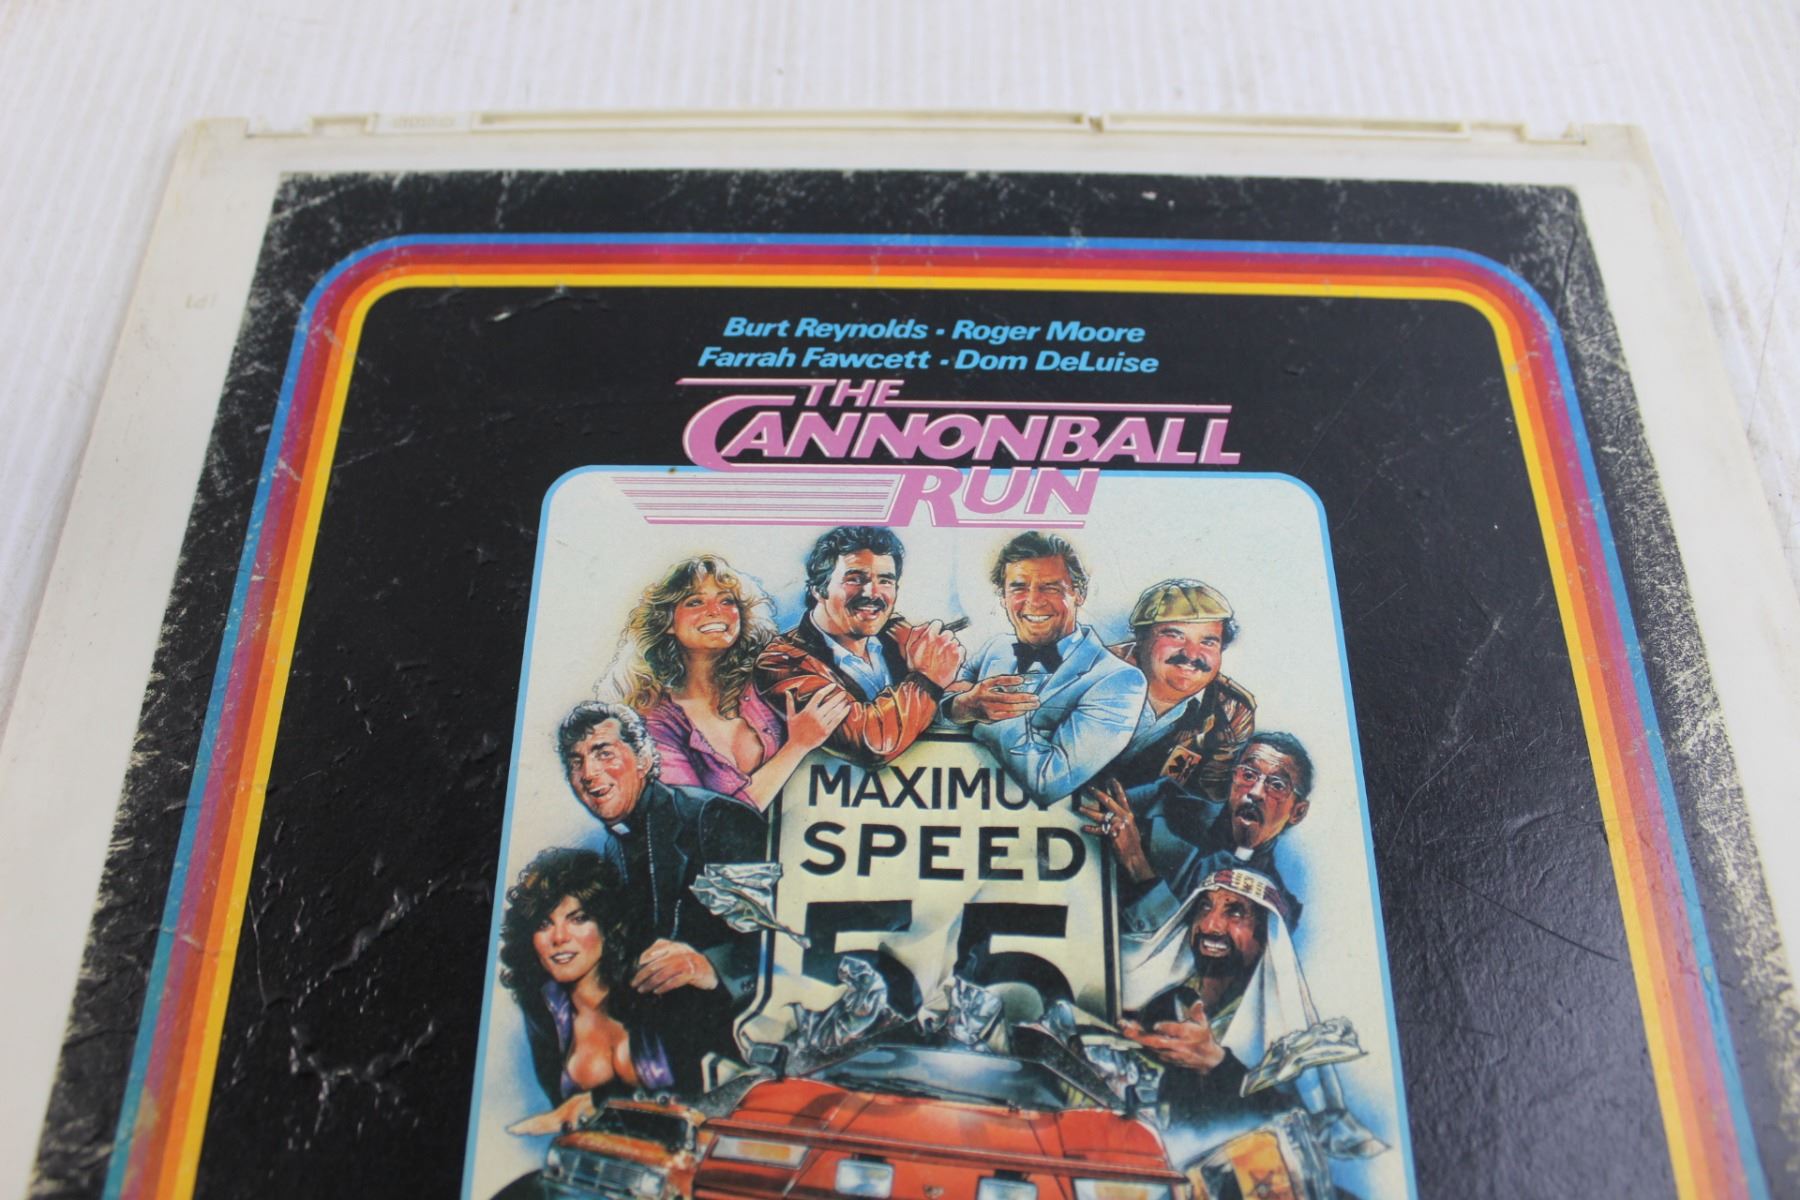 Burt Reynolds • Roger Moore
Farrah Fawcett • Dom DeLuise
THE
CANNONBALL
RUN
MAXIMUM
SPEED
55